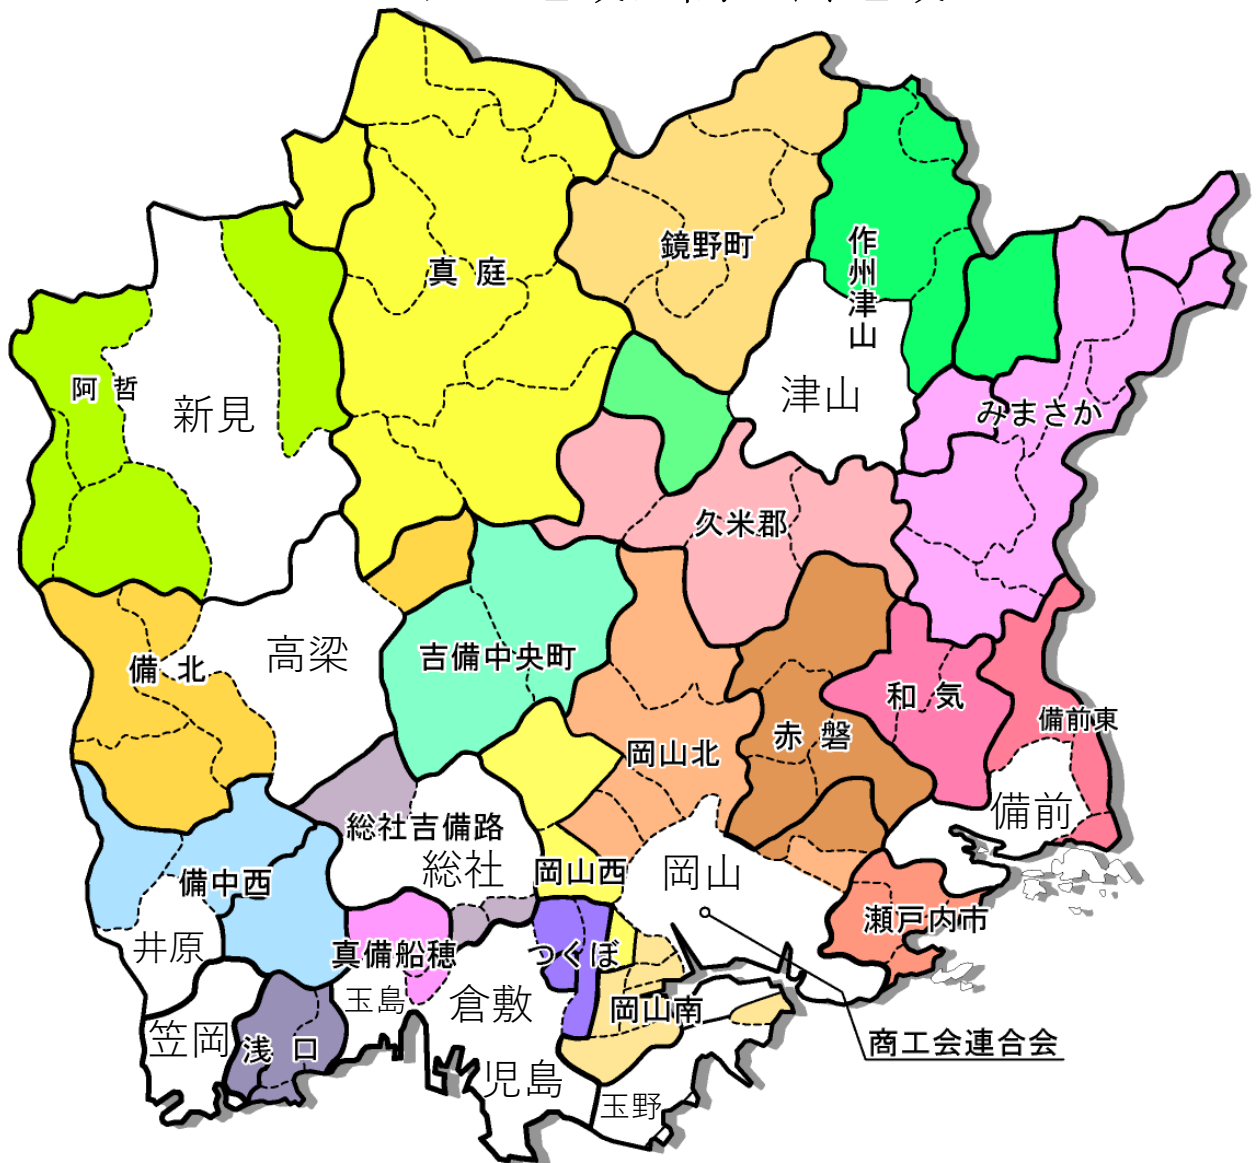 鏡野町
作州津山
真庭
阿哲
新見
津山
みまさか
久米郡
高梁
吉備中央町
備北
和気
備前東
赤磐
岡山北
備前
総社吉備路
総社
岡山西
岡山
備中西
瀬戸内市
井原
真備船穂
つくぼ
玉島
倉敷
岡山南
笠岡
浅口
商工会連合会
児島
玉野